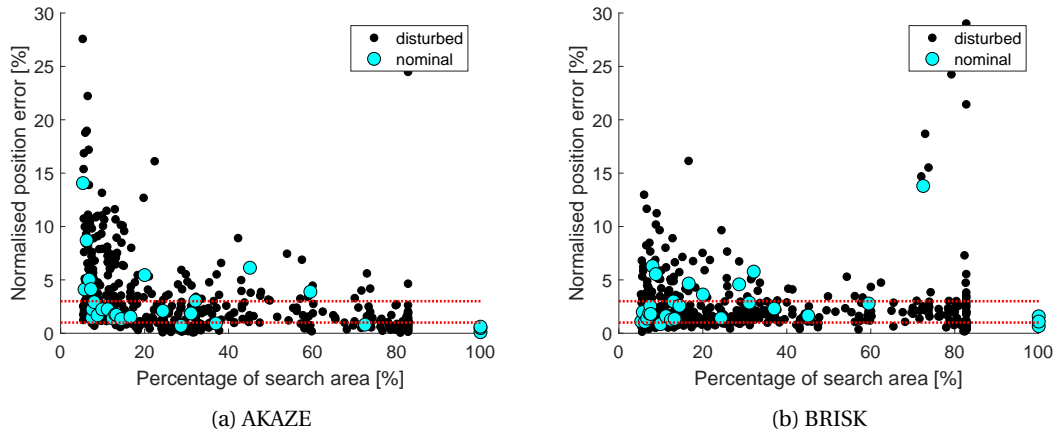 30
25
20
15
10
5
0
0 20 40 60 80 100
Normalised position error [%]
Percentage of search area [%]
disturbed
nominal
(a) AKAZE
30
25
20
15
10
5
0
0 20 40 60 80 100
Normalised position error [%]
Percentage of search area [%]
disturbed
nominal
(b) BRISK